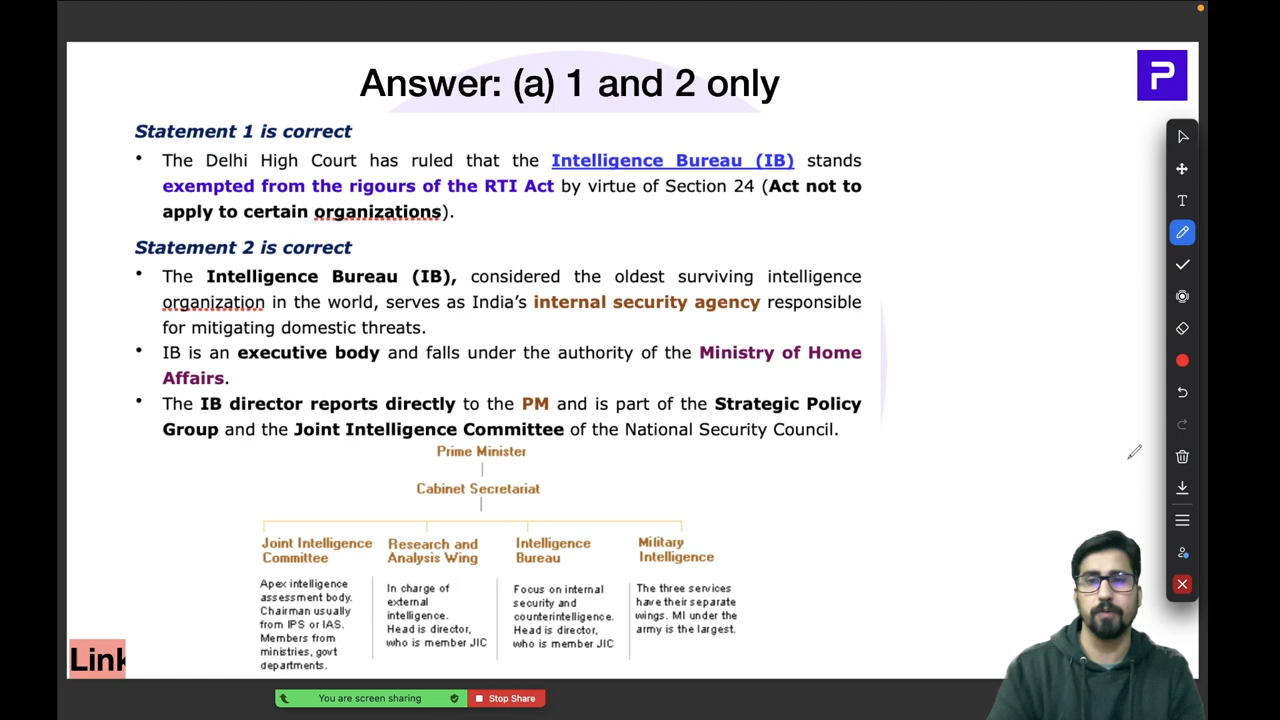 Answer: (a) 1 and 2 only
P
Statement 1 is correct
• The Delhi High Court has ruled that the Intelligence Bureau (IB) stands
exempted from the rigours of the RTI Act by virtue of Section 24 (Act not to
apply to certain organizations).
Statement 2 is correct
• The Intelligence Bureau (IB), considered the oldest surviving intelligence
organization in the world, serves as India's internal security agency responsible
for mitigating domestic threats.
• IB is an executive body and falls under the authority of the Ministry of Home
Affairs.
• The IB director reports directly to the PM and is part of the Strategic Policy
Group and the Joint Intelligence Committee of the National Security Council.
Prime Minister
Cabinet Secretariat
Joint Intelligence
Committee
Apex intelligence
assessment body.
Chairman usually
from IPS or IAS.
Members from
ministries, govt
departments.
Research and
Analysis Wing
In charge of
external
intelligence.
Head is director,
who is member JIC
Intelligence
Bureau
Focus on internal
security and
counterintelligence.
Head is director,
who is member JIC
Military
Intelligence
The three services
have their separate
wings. MI under the
army is the largest.
Link
You are screen sharing
Stop Share
T